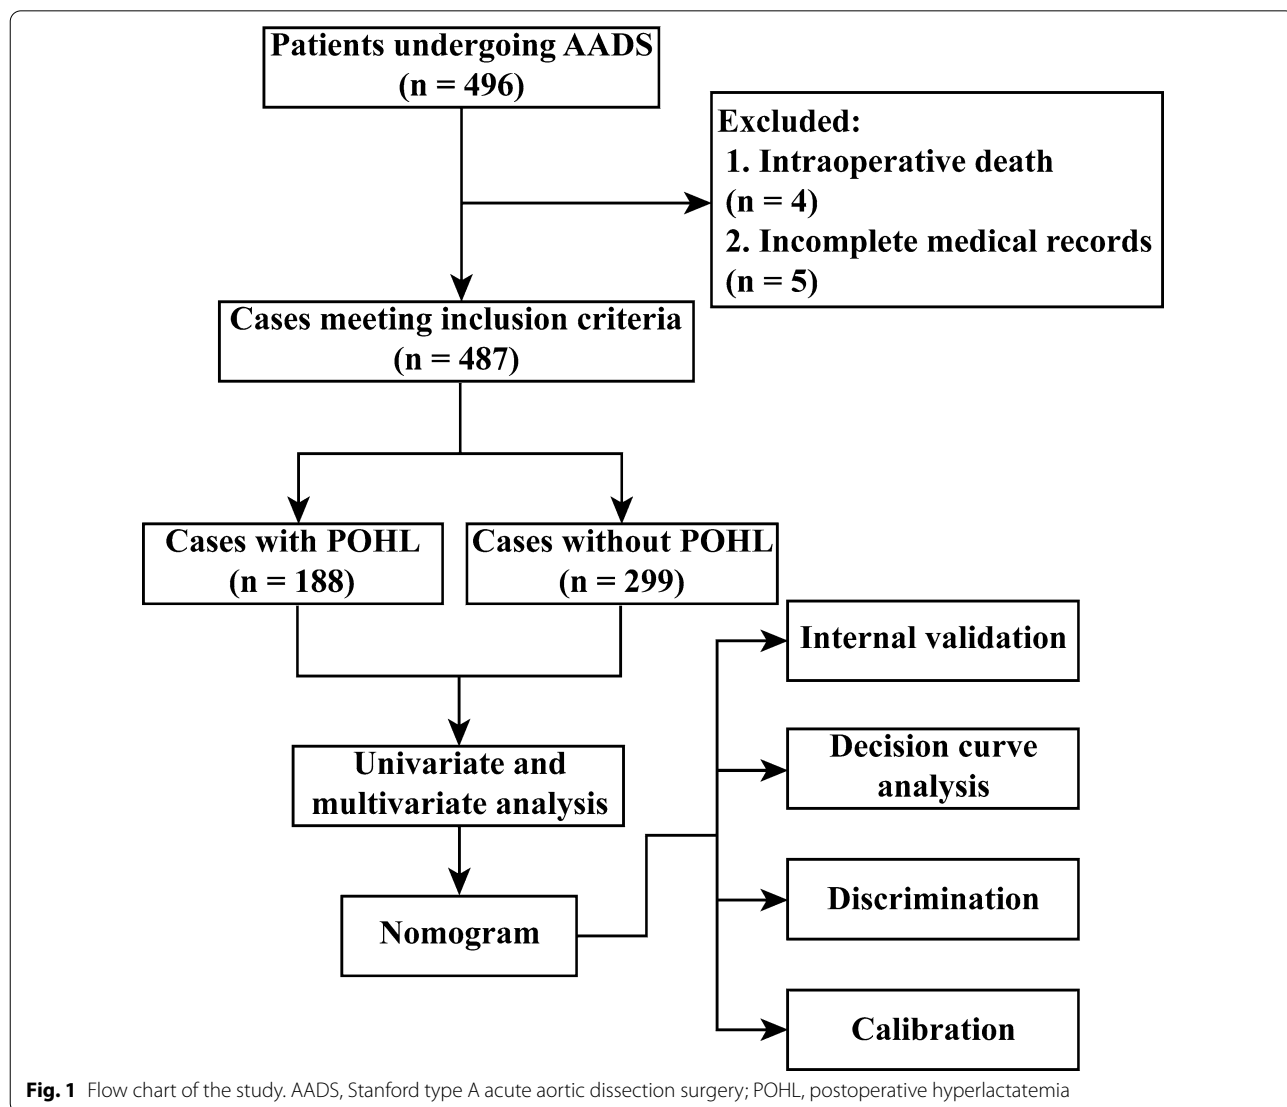 Patients undergoing AADS
(n = 496)
Excluded:
1. Intraoperative death
(n = 4)
2. Incomplete medical records
(n = 5)
Cases meeting inclusion criteria
(n = 487)
Cases with POHL
(n = 188)
Cases without POHL
(n = 299)
Univariate and
multivariate analysis
Nomogram
Internal validation
Decision curve
analysis
Discrimination
Calibration
Fig. 1 Flow chart of the study. AADS, Stanford type A acute aortic dissection surgery; POHL, postoperative hyperlactatemia